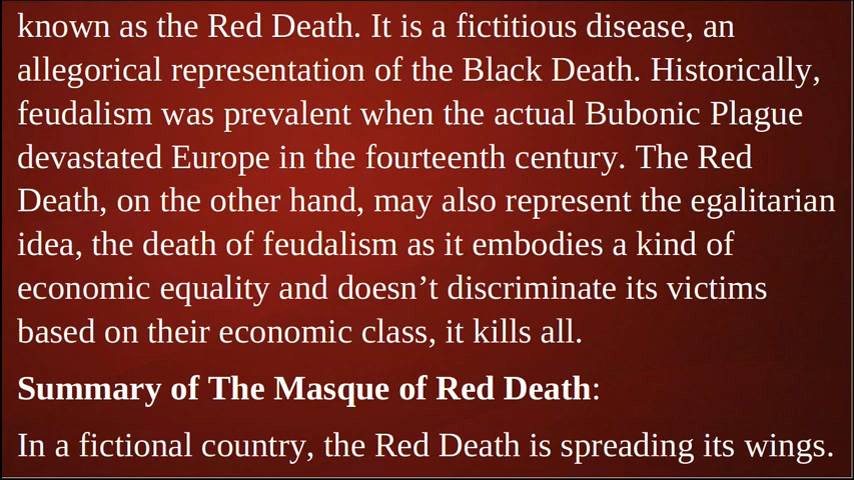 known as the Red Death. It is a fictitious disease, an
allegorical representation of the Black Death. Historically,
feudalism was prevalent when the actual Bubonic Plague
devastated Europe in the fourteenth century. The Red
Death, on the other hand, may also represent the egalitarian
idea, the death of feudalism as it embodies a kind of
economic equality and doesn’t discriminate its victims
based on their economic class, it kills all.
Summary of The Masque of Red Death:
In a fictional country, the Red Death is spreading its wings.